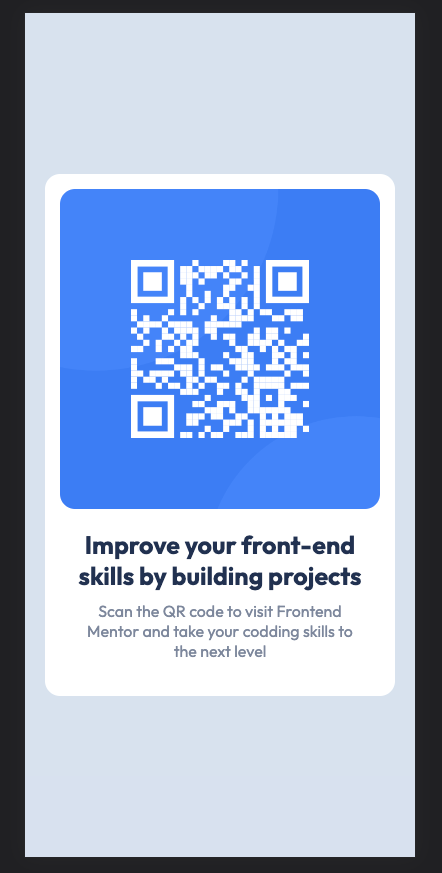 Improve your front-end
skills by building projects
Scan the QR code to visit Frontend
Mentor and take your codding skills to
the next level